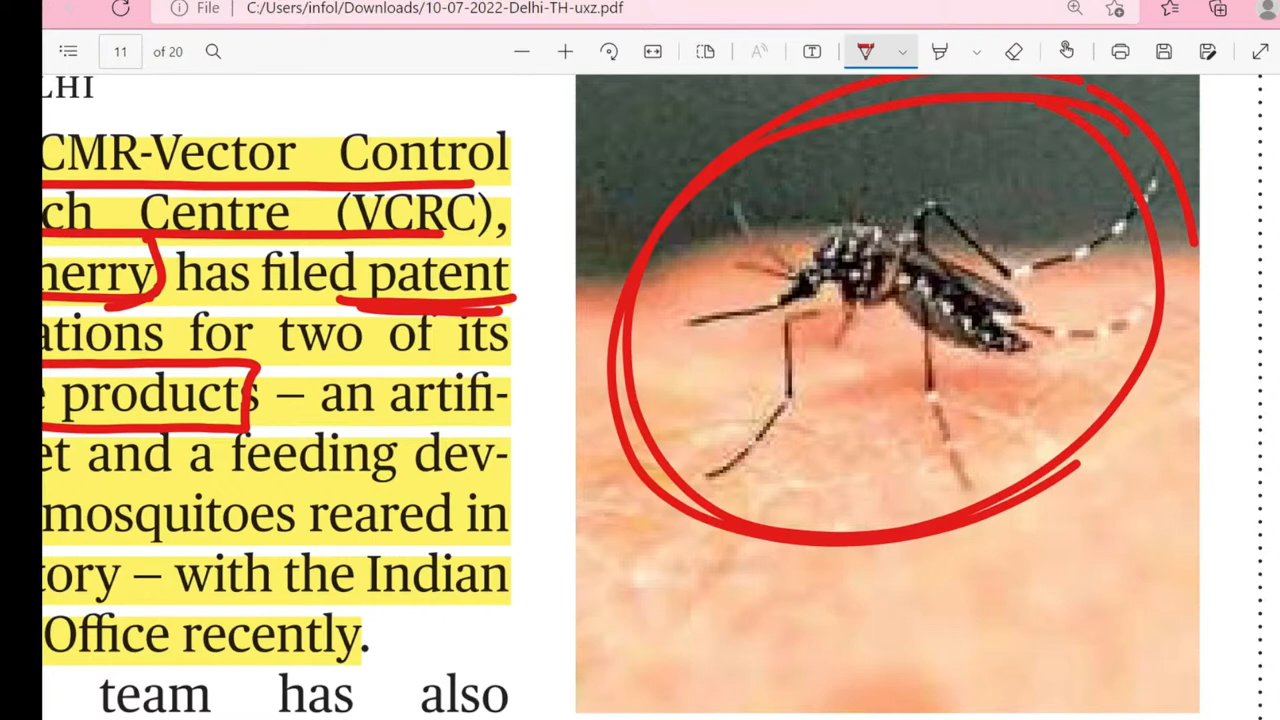 File C:/Users/infol/Downloads/10-07-2022-Delhi-TH-uxz.pdf
11 of 20
LHI
CMR-Vector Control
ch Centre (VCRC),
herry) has filed patent
ations for two of its
e products – an artifi-
et and a feeding dev-
mosquitoes reared in
tory – with the Indian
Office recently.
team has also